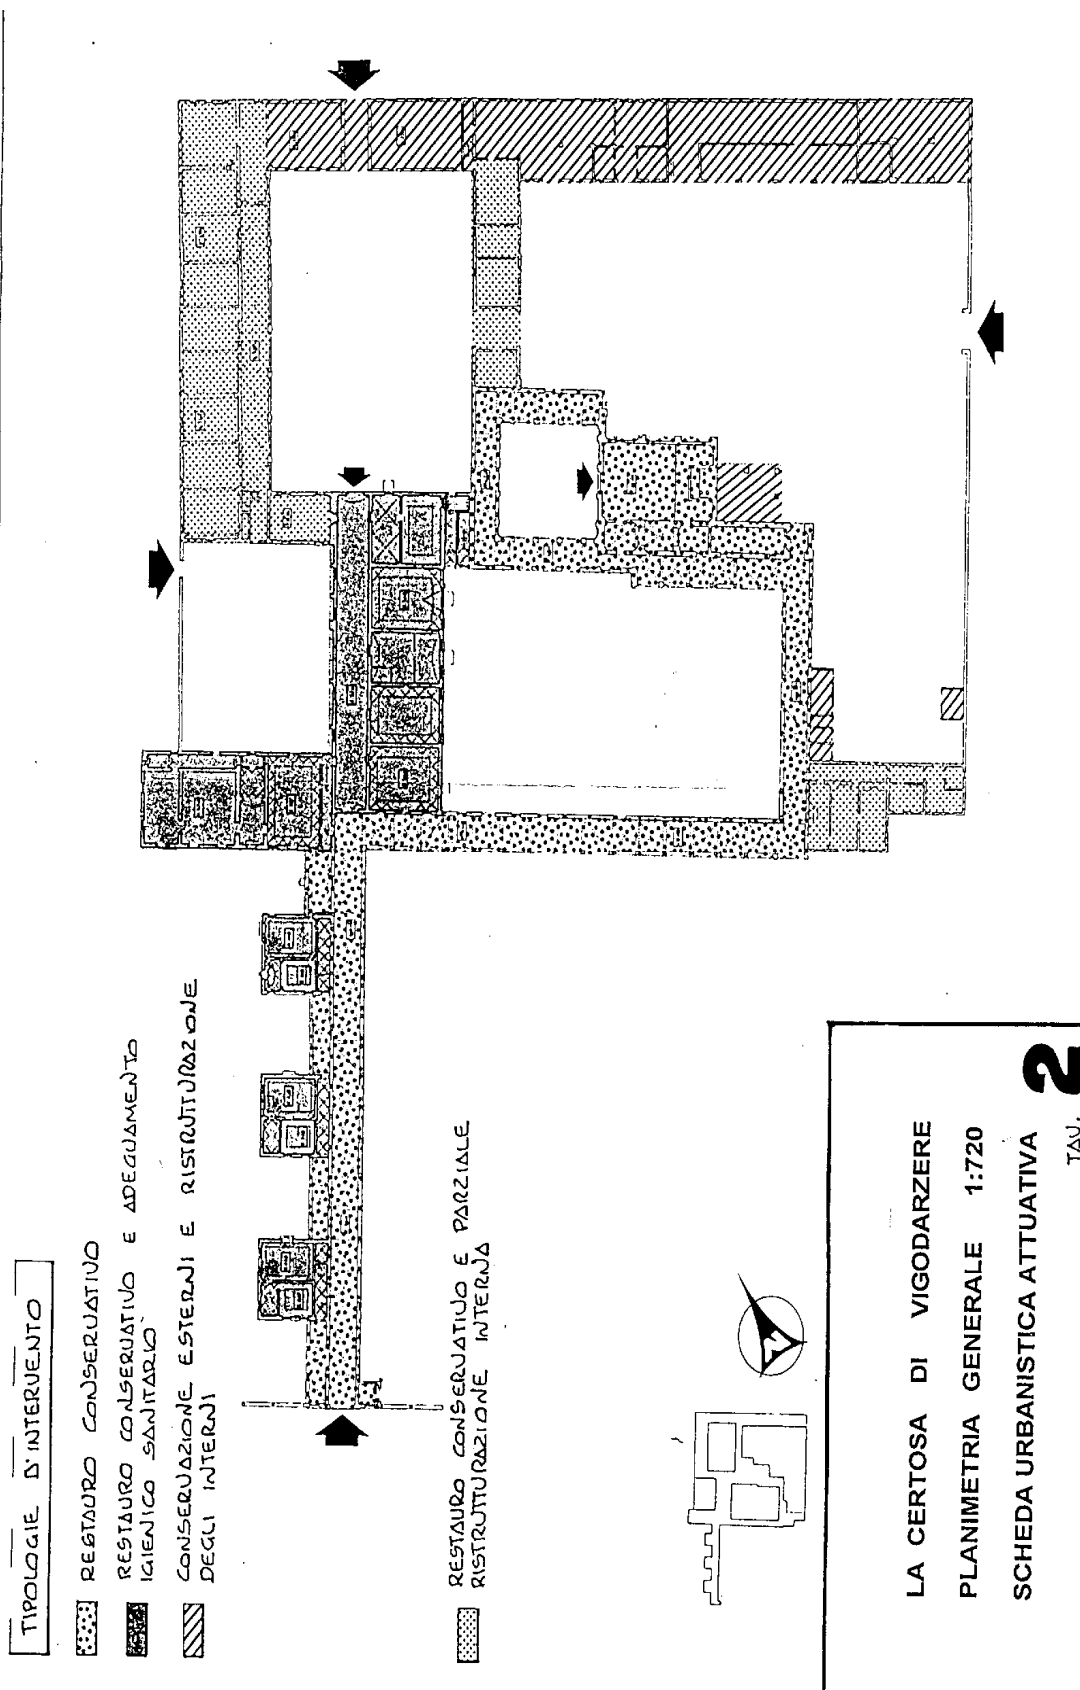 TIPOLOGIE D'INTERVENTO
RESTAURO CONSERVATIVO
RESTAURO CONSERVATIVO E ADEGUAMENTO
IGIENICO SANITARIO
CONSERVAZIONE ESTERNI E RISTRUTTURAZIONE
DEGLI INTERNI
RESTAURO CONSERVATIVO E PARZIALE
RISTRUTTURAZIONE INTERNA
N
LA CERTOSA DI VIGODARZERE
PLANIMETRIA GENERALE 1:720
SCHEDA URBANISTICA ATTUATIVA
TAV. 2